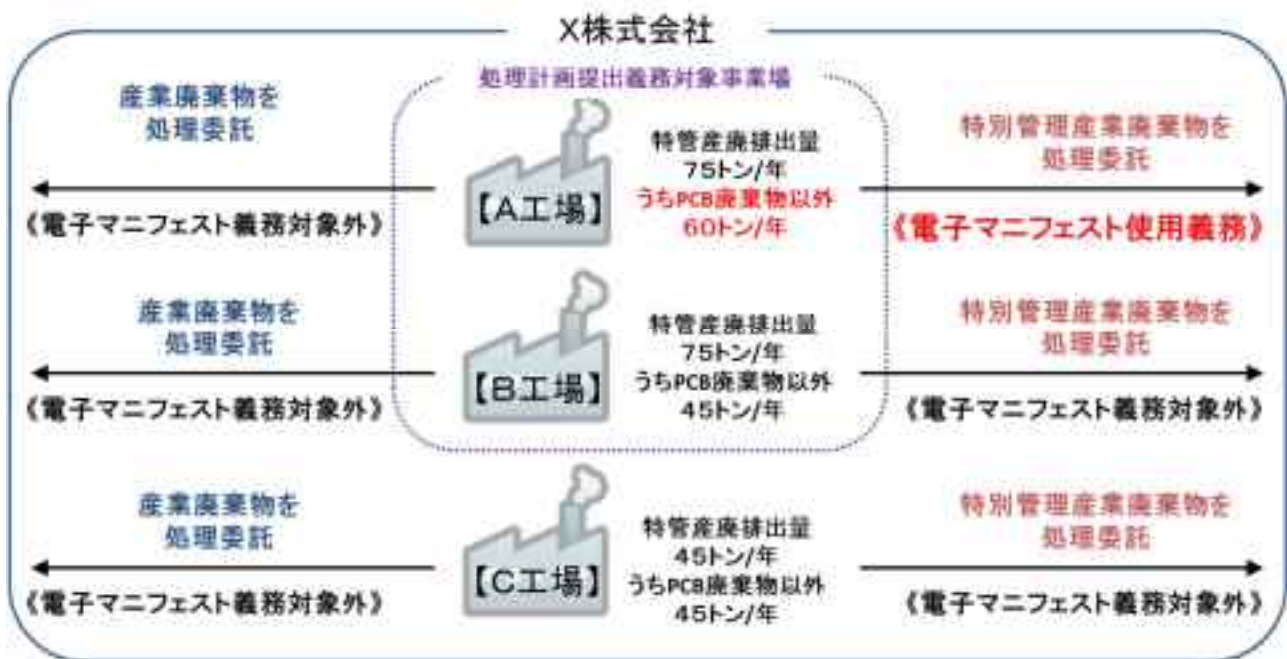 X株式会社
処理計画提出義務対象事業場
産業廃棄物を
処理委託
《電子マニフェスト義務対象外》
【A工場】
特管産廃排出量
75トン/年
うちPCB廃棄物以外
60トン/年
特別管理産業廃棄物を
処理委託
《電子マニフェスト使用義務》
産業廃棄物を
処理委託
《電子マニフェスト義務対象外》
【B工場】
特管産廃排出量
75トン/年
うちPCB廃棄物以外
45トン/年
特別管理産業廃棄物を
処理委託
《電子マニフェスト義務対象外》
産業廃棄物を
処理委託
《電子マニフェスト義務対象外》
【C工場】
特管産廃排出量
45トン/年
うちPCB廃棄物以外
45トン/年
特別管理産業廃棄物を
処理委託
《電子マニフェスト義務対象外》